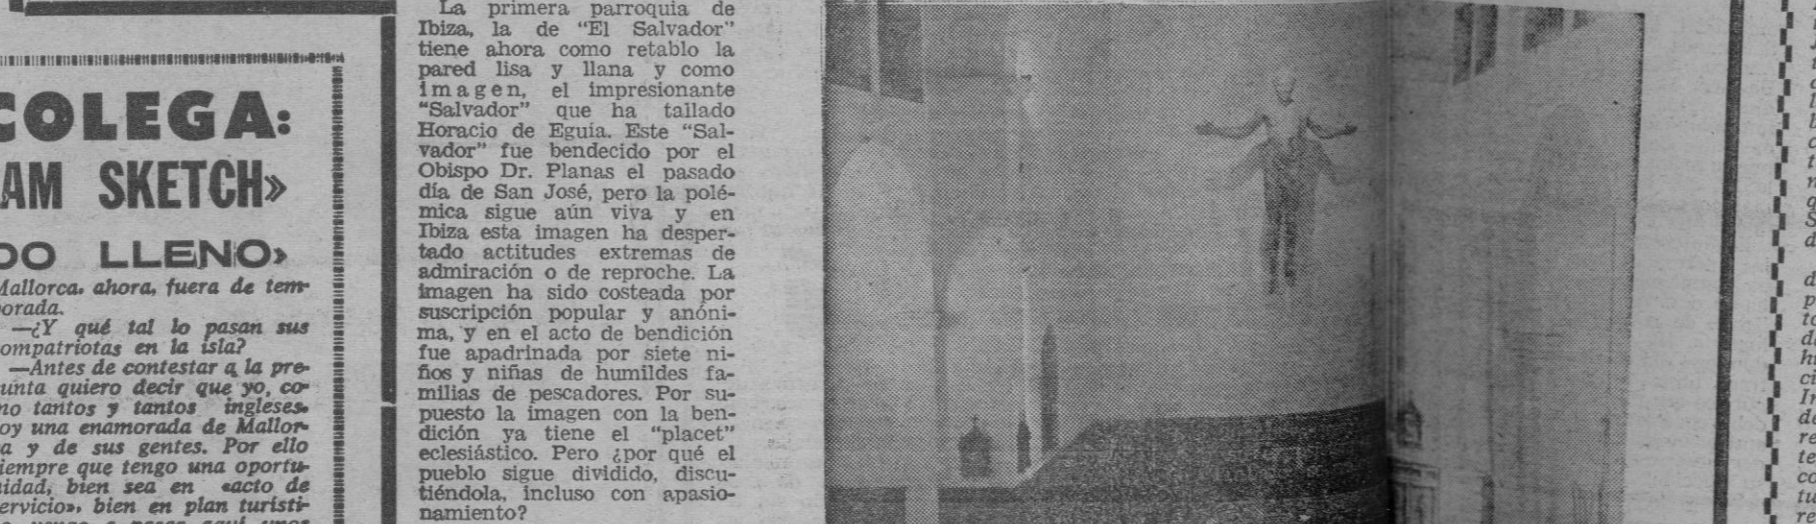 COLEGA:
AM SKETCH»
DO LLENO»
Mallorca, ahora, fuera de tem-
porada.
—¿Y qué tal lo pasan sus
compatriotas en la isla?
—Antes de contestar a la pre-
gunta quiero decir que yo, co-
mo tantos y tantos ingleses,
soy una enamorada de Mallor-
ca y de sus gentes. Por ello
siempre que tengo una oportu-
nidad, bien sea en «acto de
servicio», bien en plan turísti-
La primera parroquia de
Ibiza, la de “El Salvador”
tiene ahora como retablo la
pared lisa y llana y como
imagen, el impresionante
“Salvador” que ha tallado
Horacio de Eguía. Este “Sal-
vador” fue bendecido por el
Obispo Dr. Planas el pasado
día de San José, pero la polé-
mica sigue aún viva y en
Ibiza esta imagen ha desper-
tado actitudes extremas de
admiración o de reproche. La
imagen ha sido costeada por
suscripción popular y anóni-
ma, y en el acto de bendición
fue apadrinada por siete ni-
ños y niñas de humildes fa-
milias de pescadores. Por su-
puesto la imagen con la ben-
dición ya tiene el “placet”
eclesiástico. Pero ¿por qué el
pueblo sigue dividido, discu-
tiéndola, incluso con apasio-
namiento?